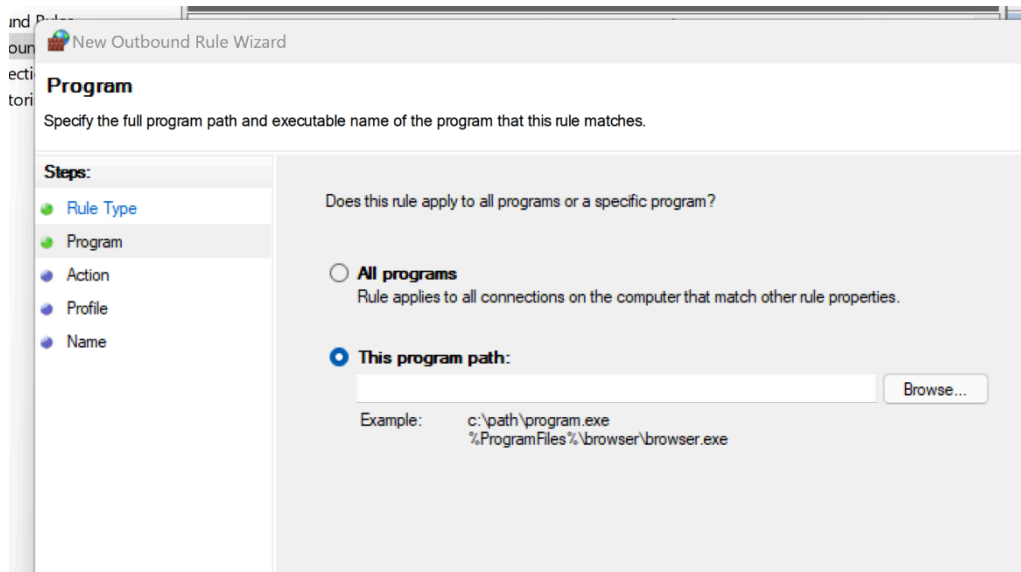 New Outbound Rule Wizard
Program
Specify the full program path and executable name of the program that this rule matches.
Steps:
Rule Type
Program
Action
Profile
Name
Does this rule apply to all programs or a specific program?
All programs
Rule applies to all connections on the computer that match other rule properties.
This program path:
Browse...
Example: c:\path\program.exe
%ProgramFiles%\browser\browser.exe